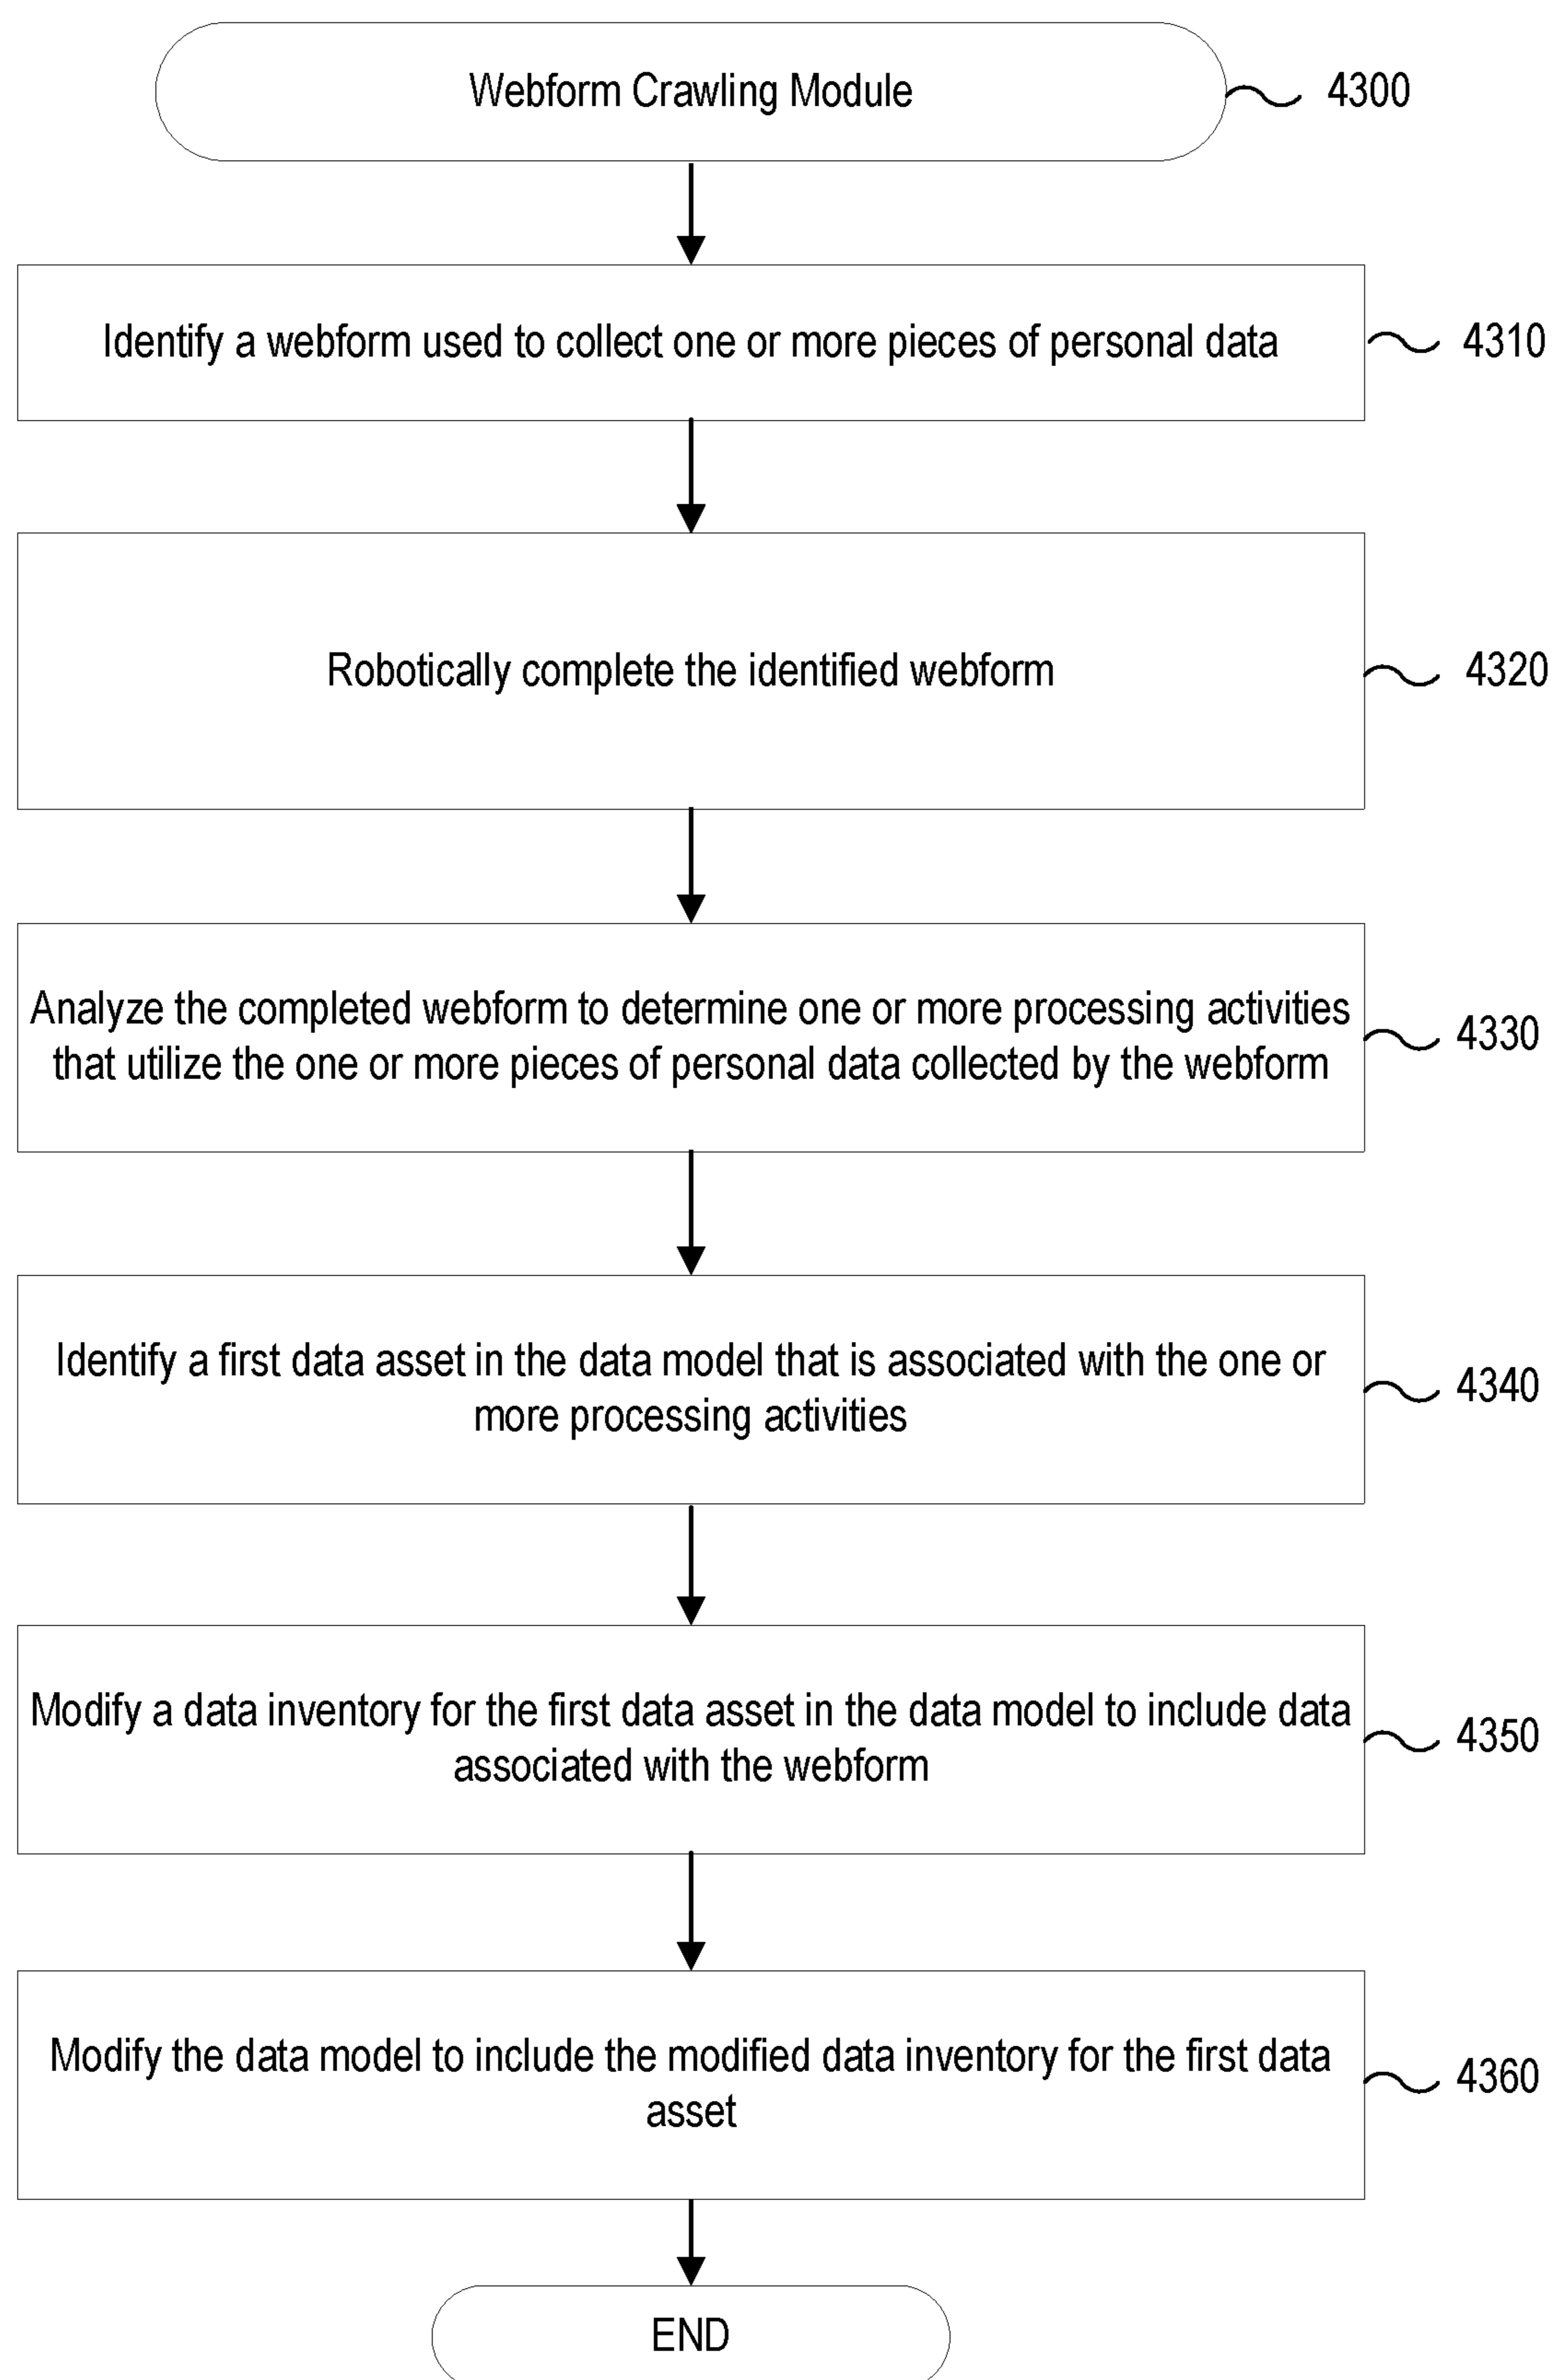 Webform Crawling Module
4300
Identify a webform used to collect one or more pieces of personal data
4310
Robotically complete the identified webform
4320
Analyze the completed webform to determine one or more processing activities
that utilize the one or more pieces of personal data collected by the webform
4330
Identify a first data asset in the data model that is associated with the one or
more processing activities
4340
Modify a data inventory for the first data asset in the data model to include data
associated with the webform
4350
Modify the data model to include the modified data inventory for the first data
asset
4360
END